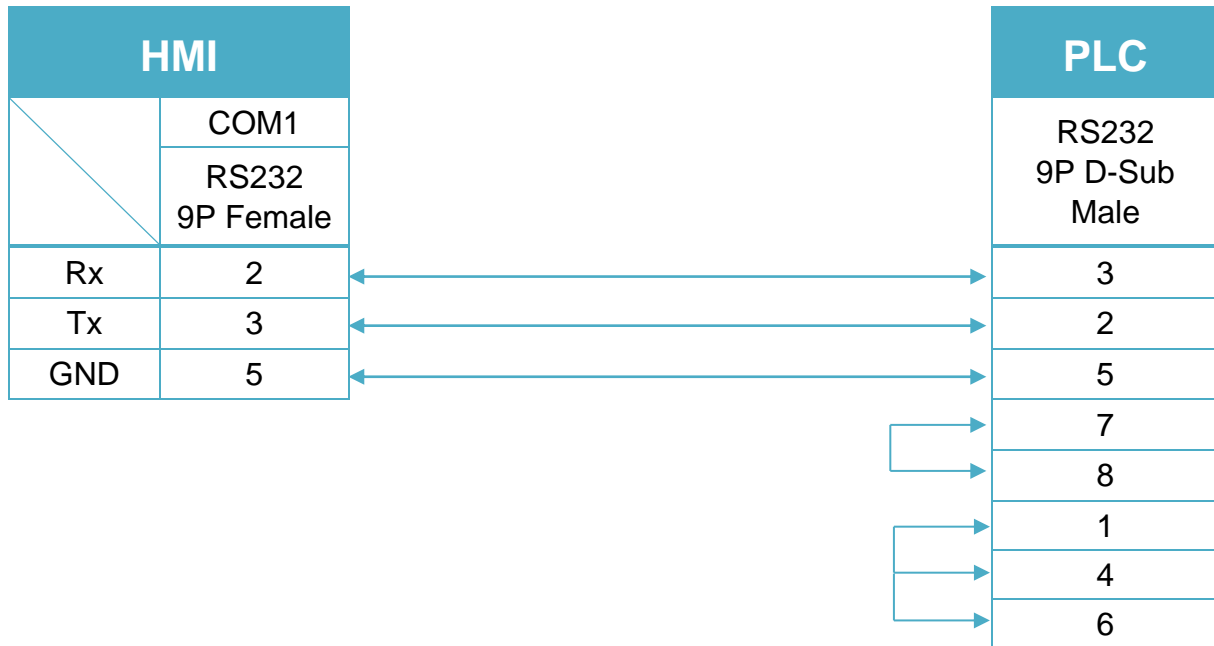 HMI
PLC
COM1
RS232
9P Female
RS232
9P D-Sub
Male
Rx 2 3
Tx 3 2
GND 5 5
7
8
1
4
6